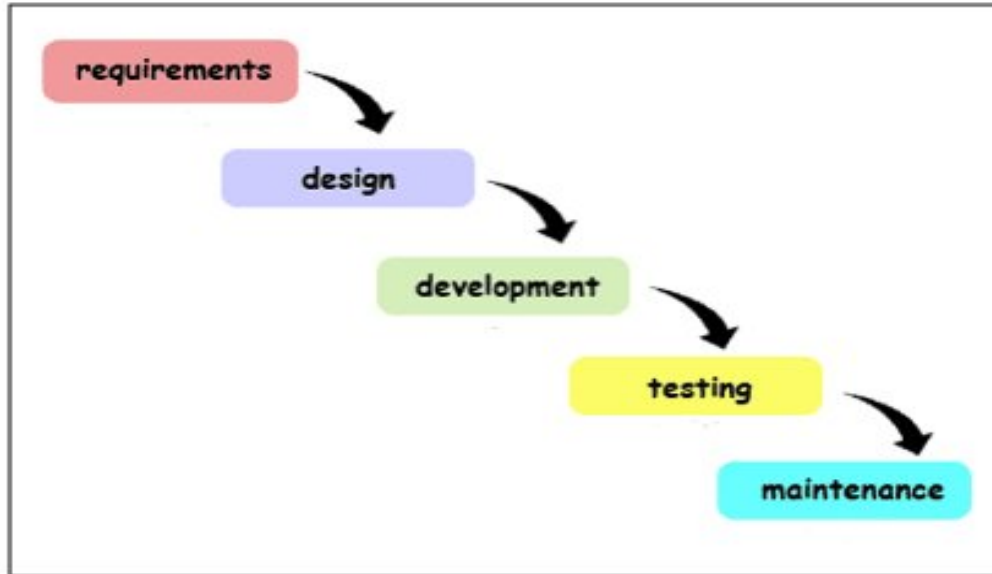 requirements
design
development
testing
maintenance